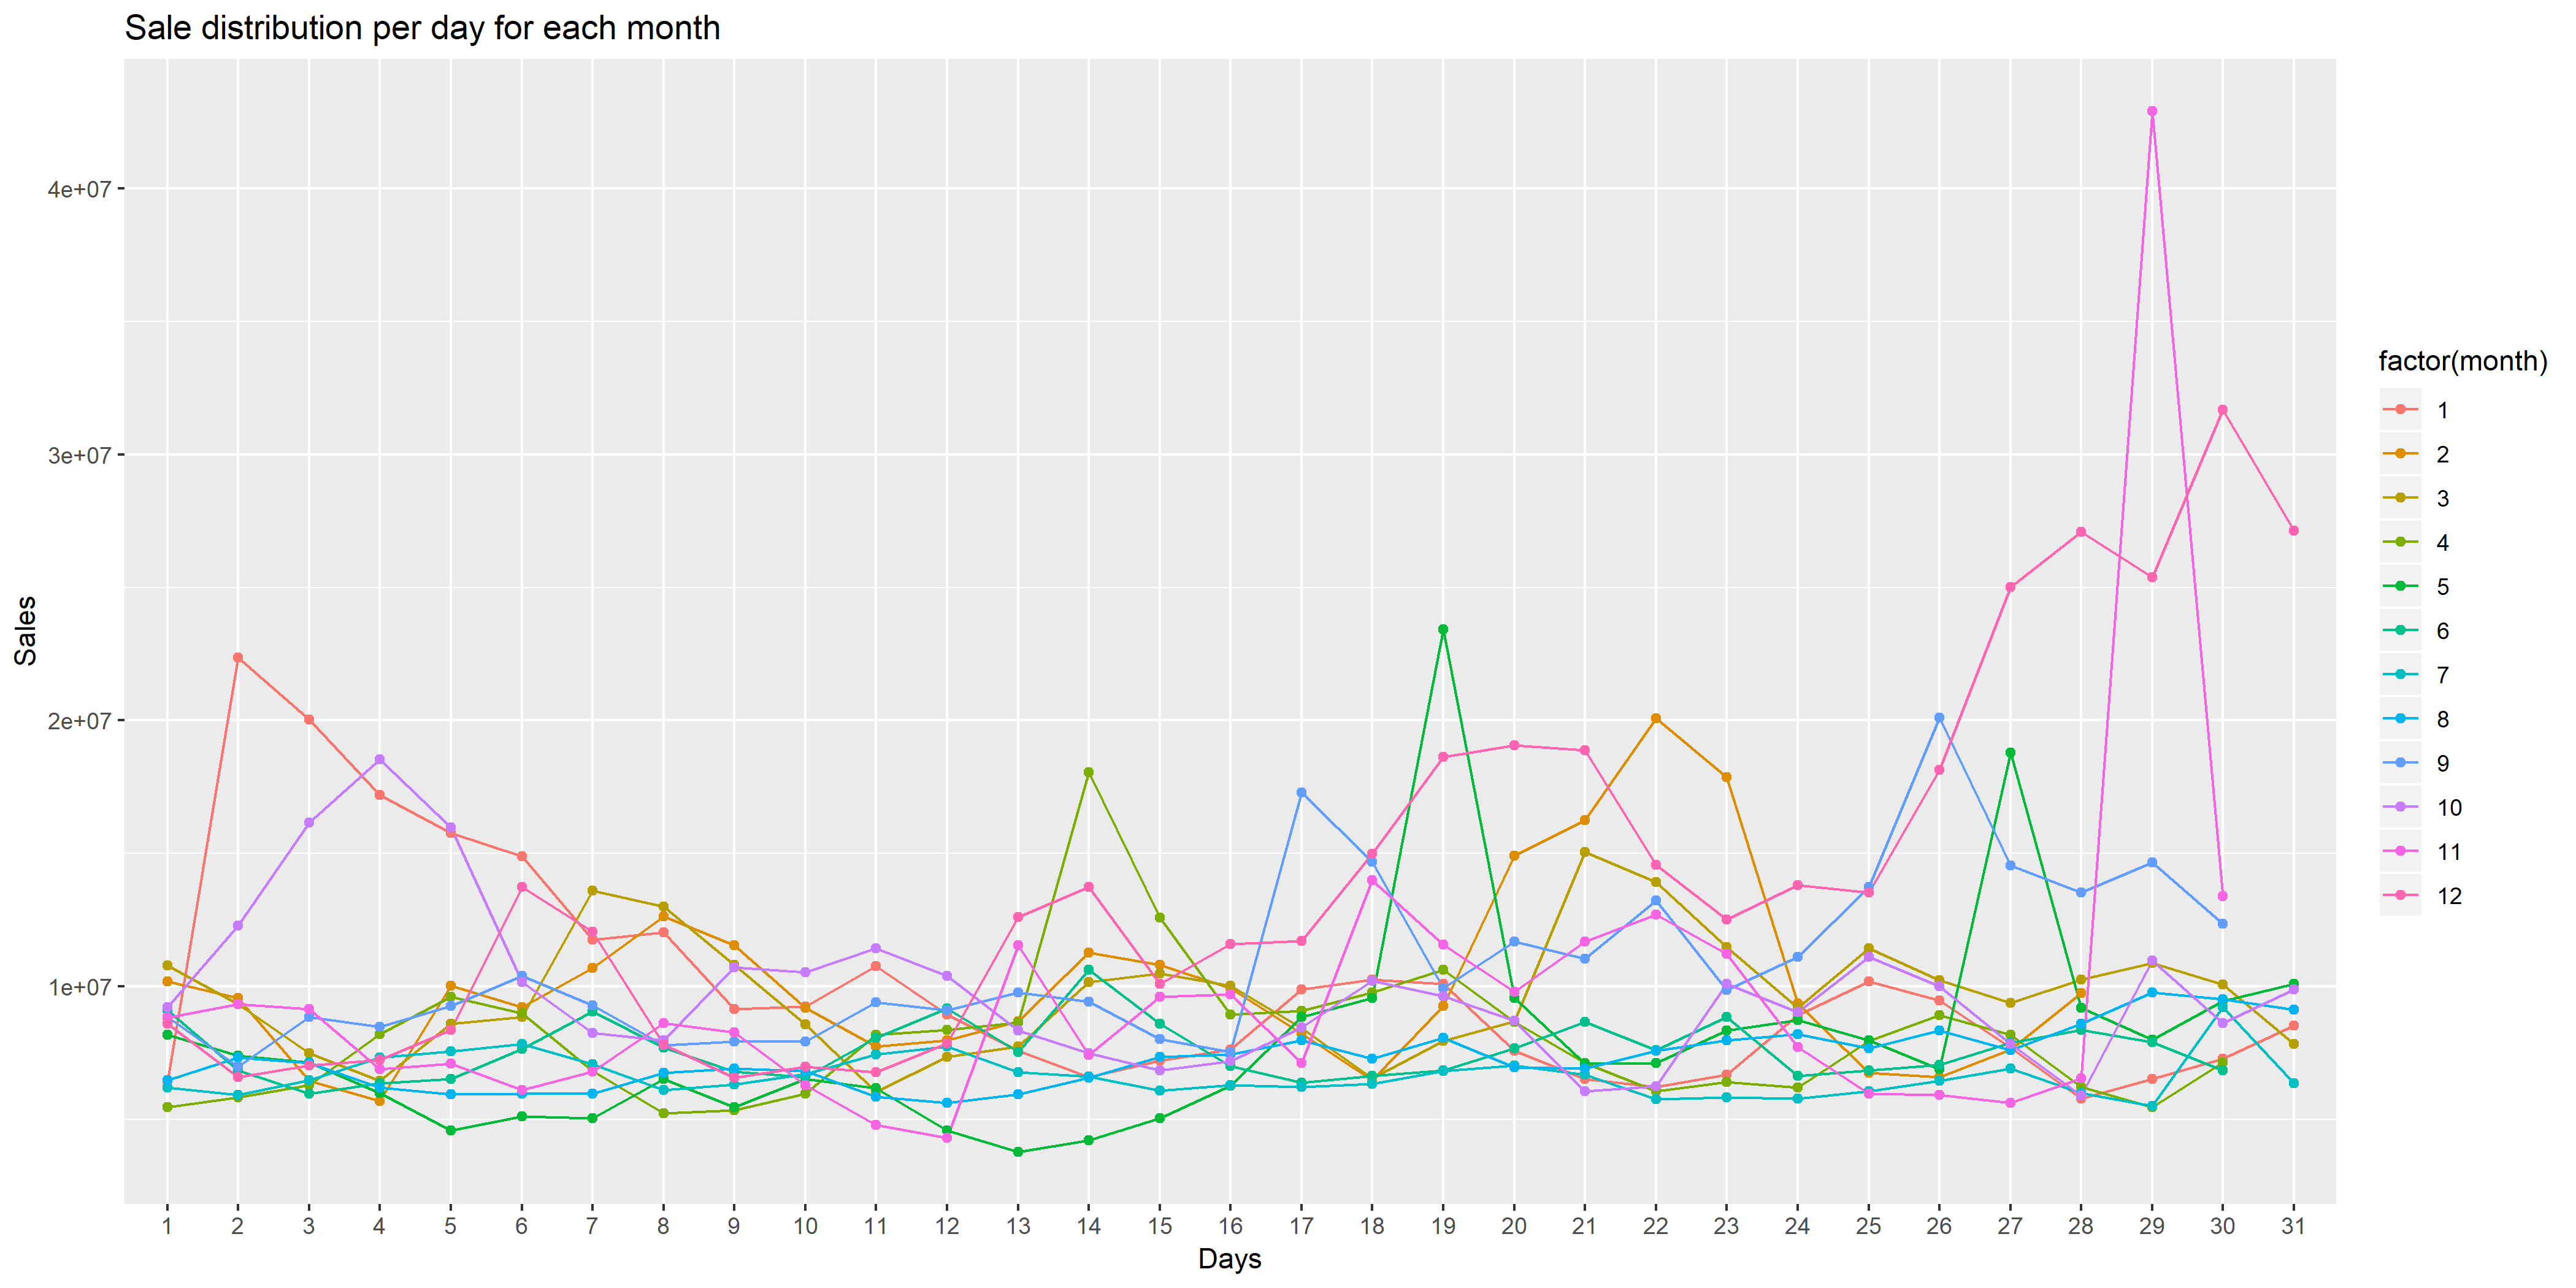 Sale distribution per day for each month
4e+07
3e+07
2e+07
1e+07
Sales
1 2 3 4 5 6 7 8 9 10 11 12 13 14 15 16 17 18 19 20 21 22 23 24 25 26 27 28 29 30 31
Days
factor(month)
1
2
3
4
5
6
7
8
9
10
11
12